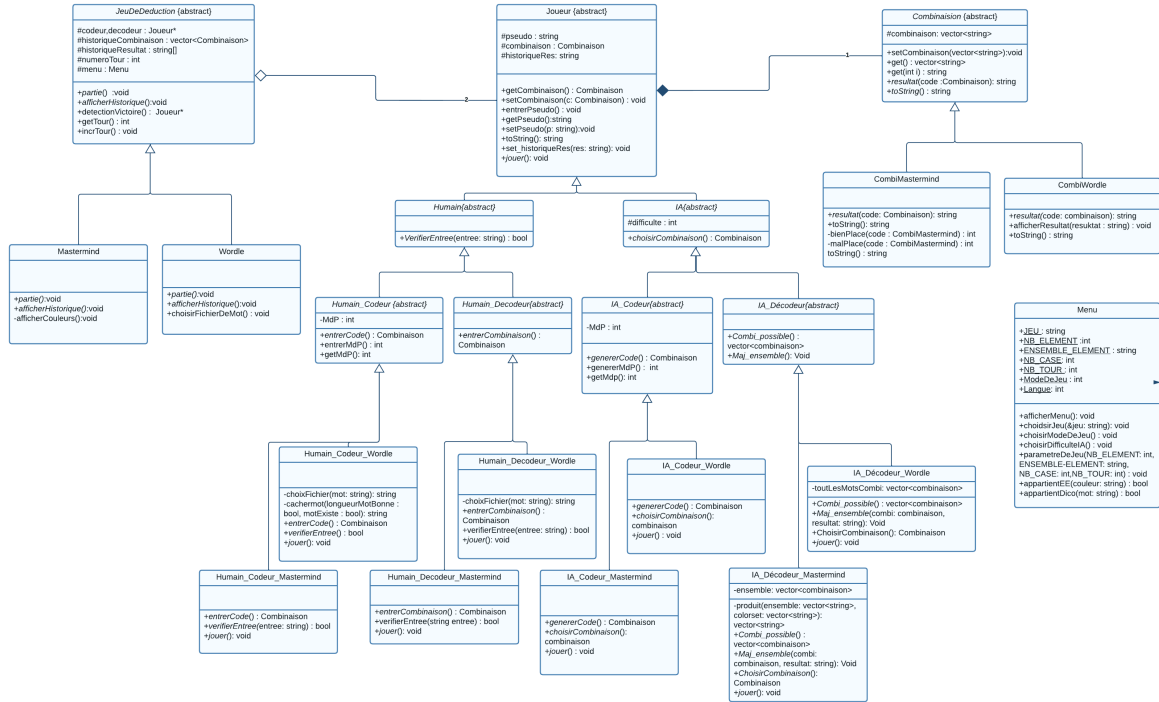 JeuDeDeduction {abstract}
#codeur,decodeur : Joueur*
#historiqueCombinaison : vector<Combinaison>
#historiqueResultat : string[]
#numeroTour : int
#menu : Menu
+partie() :void
+afficherHistorique():void
+detectionVictoire() : Joueur*
+getTour() : int
+incrTour() : void
2
Joueur {abstract}
#pseudo : string
#combinaison : Combinaison
#historiqueRes: string
+getCombinaison() : Combinaison
+setCombinaison(c: Combinaison) : void
+entrerPseudo() : void
+getPseudo():string
+setPseudo(p: string):void
+toString(): string
+set_historiqueRes(res: string): void
+jouer(): void
1
Combinaision {abstract}
#combinaison: vector<string>
+setCombinaison(vector<string>):void
+get() : vector<string>
+get(int i) : string
+resultat(code :Combinaison): string
+toString() : string
Mastermind
+partie():void
+afficherHistorique():void
-afficherCouleurs():void
Wordle
+partie():void
+afficherHistorique():void
+choisirFichierDeMot() : void
Humain{abstract}
+VerifierEntree(entree: string) : bool
IA{abstract}
#difficulte : int
+choisirCombinaison() : Combinaison
CombiMastermind
+resultat(code: Combinaison): string
+toString() : string
-bienPlace(code : CombiMastermind) : int
-malPlace(code : CombiMastermind) : int
toString() : string
CombiWordle
+resultat(code: combinaison): string
+afficherResultat(resuktat : string) : void
+toString() : string
Humain_Codeur {abstract}
-MdP : int
+entrerCode() : Combinaison
+entrerMdP() : int
+getMdP(): int
Humain_Decodeur{abstract}
+entrerCombinaison() :
Combinaison
IA_Codeur{abstract}
-MdP : int
+genererCode() : Combinaison
+genererMdP() : int
+getMdp(): int
IA_Décodeur{abstract}
+Combi_possible() :
vector<combinaison>
+Maj_ensemble(): Void
Menu
+JEU : string
+NB_ELEMENT :int
+ENSEMBLE_ELEMENT : string
+NB_CASE: int
+NB_TOUR : int
+ModeDeJeu : int
+Langue: int
+afficherMenu(): void
+choidsirJeu(&jeu: string): void
+choisirModeDeJeu() : void
+choisirDifficulteIA() : void
+parametreDeJeu(NB_ELEMENT: int,
ENSEMBLE-ELEMENT: string,
NB_CASE: int,NB_TOUR: int) : void
+appartientEE(couleur: string) : bool
+appartientDico(mot: string) : bool
Humain_Codeur_Wordle
-choixFichier(mot: string): string
-cachermot(longueurMotBonne :
bool, motExiste : bool): string
+entrerCode() : Combinaison
+verifierEntree() : bool
+jouer(): void
Humain_Decodeur_Wordle
-choixFichier(mot: string): string
+entrerCombinaison() :
Combinaison
+verifierEntree(entree: string) : bool
+jouer(): void
IA_Codeur_Wordle
+genererCode() : Combinaison
+choisirCombinaison():
combinaison
+jouer() : void
IA_Décodeur_Wordle
-toutLesMotsCombi: vector<combinaison>
+Combi_possible() : vector<combinaison>
+Maj_ensemble(combi: combinaison,
resultat: string): Void
+ChoisirCombinaison(): Combinaison
+jouer(): void
Humain_Codeur_Mastermind
+entrerCode() : Combinaison
+verifierEntree(entree: string) : bool
+jouer(): void
Humain_Decodeur_Mastermind
+entrerCombinaison() : Combinaison
+verifierEntree(string entree) : bool
+jouer(): void
IA_Codeur_Mastermind
+genererCode() : Combinaison
+choisirCombinaison():
combinaison
+jouer() : void
IA_Décodeur_Mastermind
-ensemble: vector<combinaison>
-produit(ensemble: vector<string>,
colorset: vector<string>):
vector<string>
+Combi_possible() :
vector<combinaison>
+Maj_ensemble(combi:
combinaison, resultat: string): Void
+ChoisirCombinaison():
Combinaison
+jouer(): void